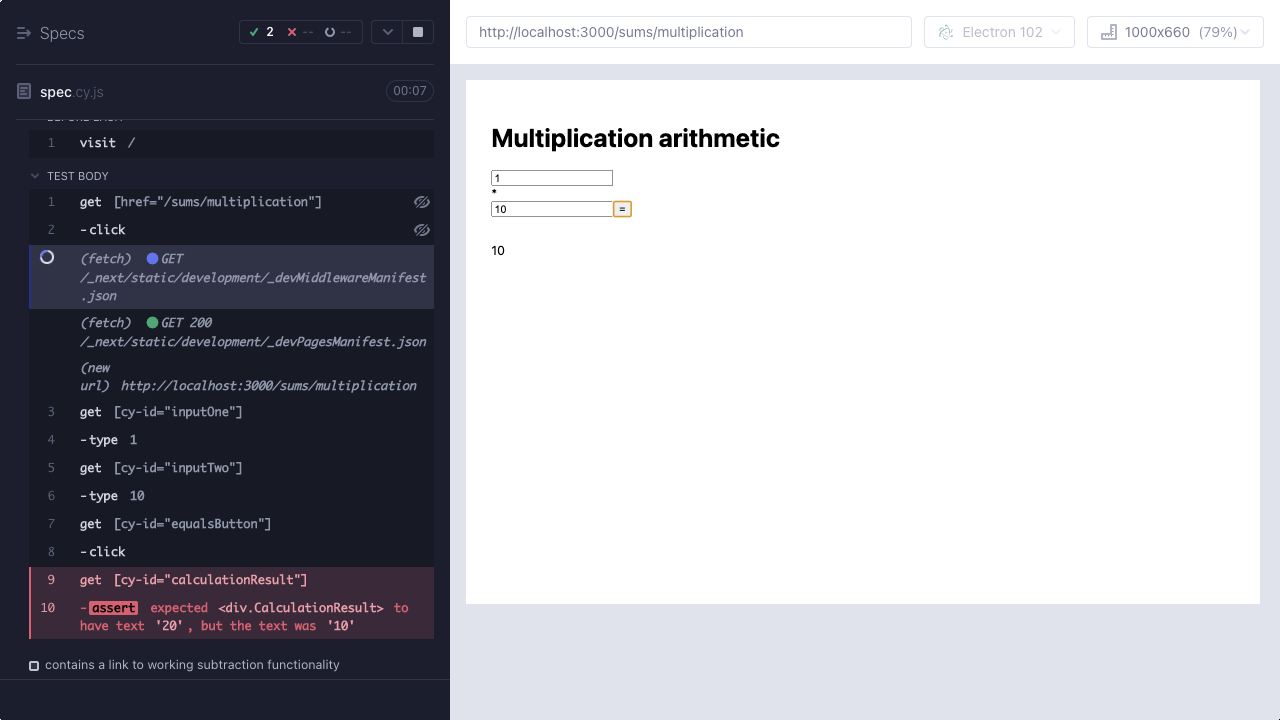 Specs
2 -- --
spec.cy.js 00:07
BEFORE EACH
1 visit /
TEST BODY
1 get [href="/sums/multiplication"]
2 -click
(fetch) GET
/_next/static/development/_devMiddlewareManifest
.json
(fetch) GET 200
/_next/static/development/_devPagesManifest.json
(new
url) http://localhost:3000/sums/multiplication
3 get [cy-id="inputOne"]
4 -type 1
5 get [cy-id="inputTwo"]
6 -type 10
7 get [cy-id="equalsButton"]
8 -click
9 get [cy-id="calculationResult"]
10 -assert expected <div.CalculationResult> to
have text '20', but the text was '10'
contains a link to working subtraction functionality
http://localhost:3000/sums/multiplication
Electron 102
1000x660 (79%)
Multiplication arithmetic
1
*
10 =
10